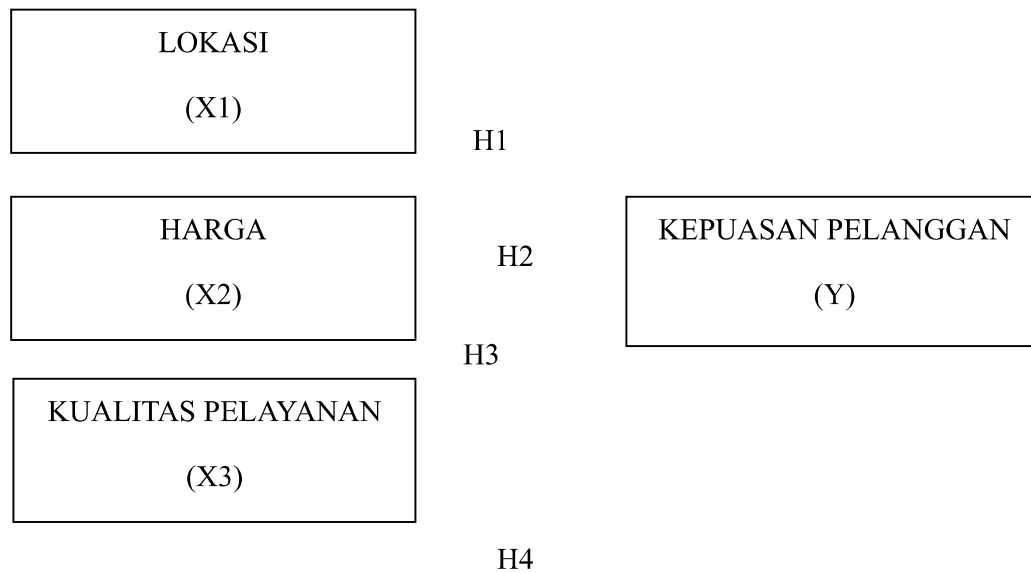 LOKASI
(X1)
H1
HARGA
(X2)
H2
KEPUASAN PELANGGAN
(Y)
H3
KUALITAS PELAYANAN
(X3)
H4